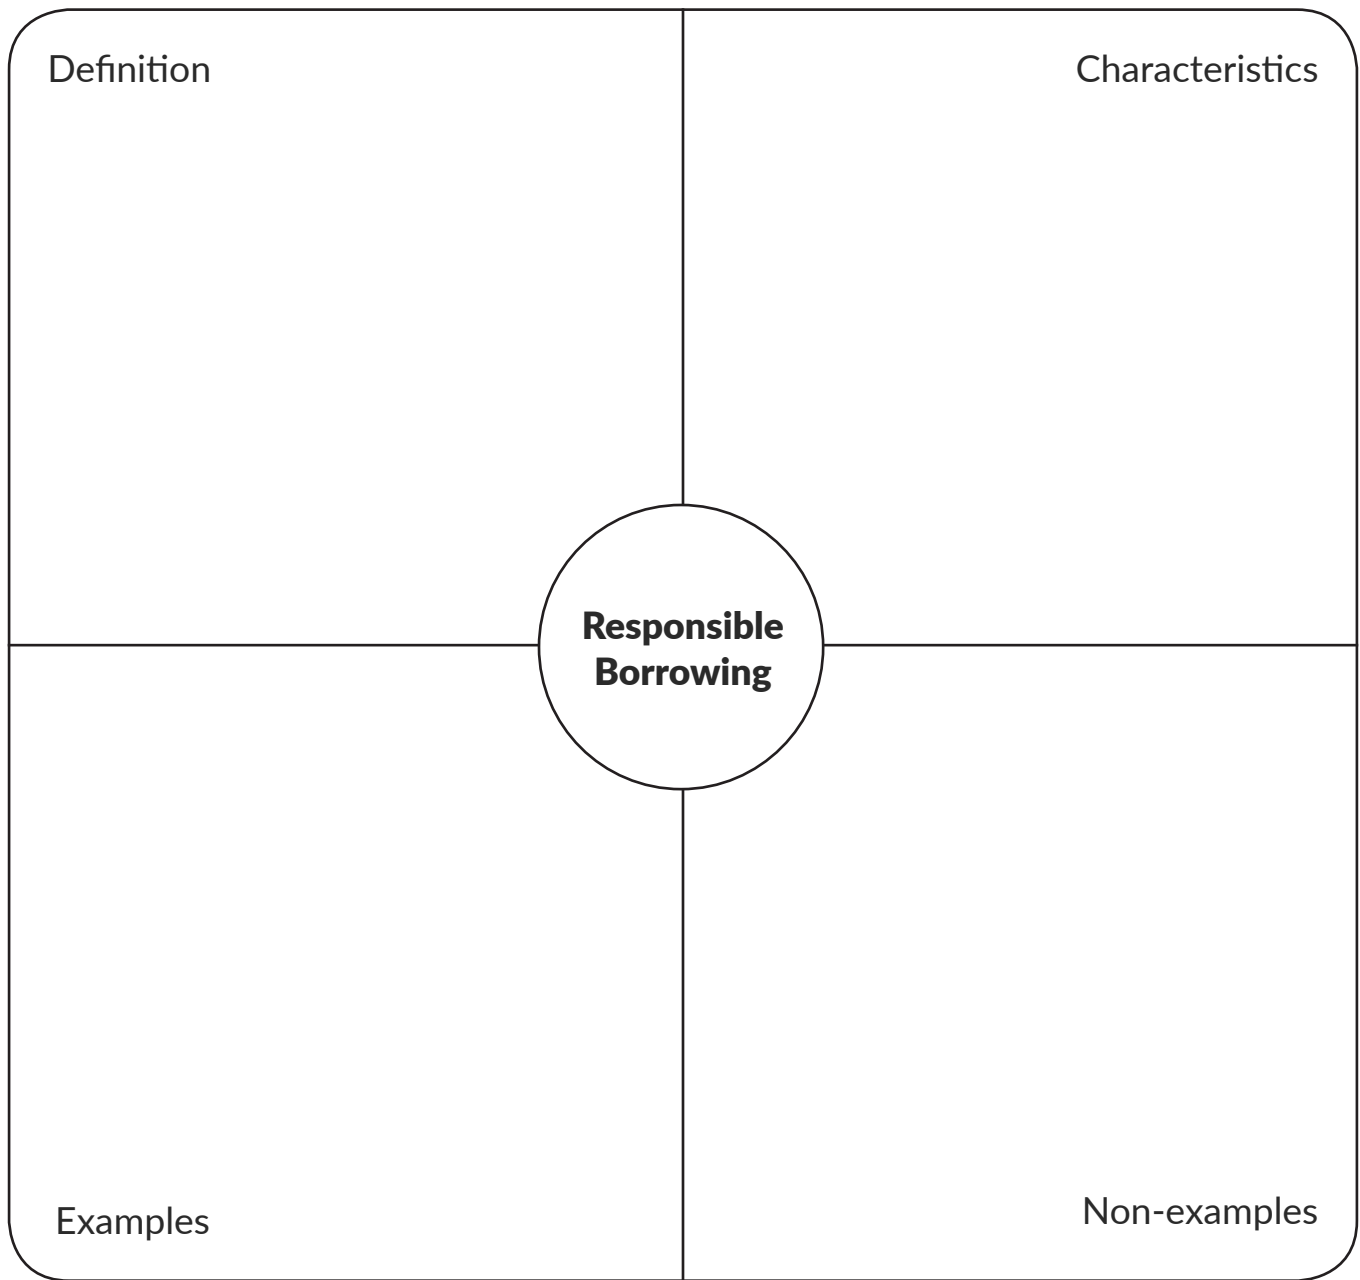 Definition
Characteristics
Responsible
Borrowing
Examples
Non-examples